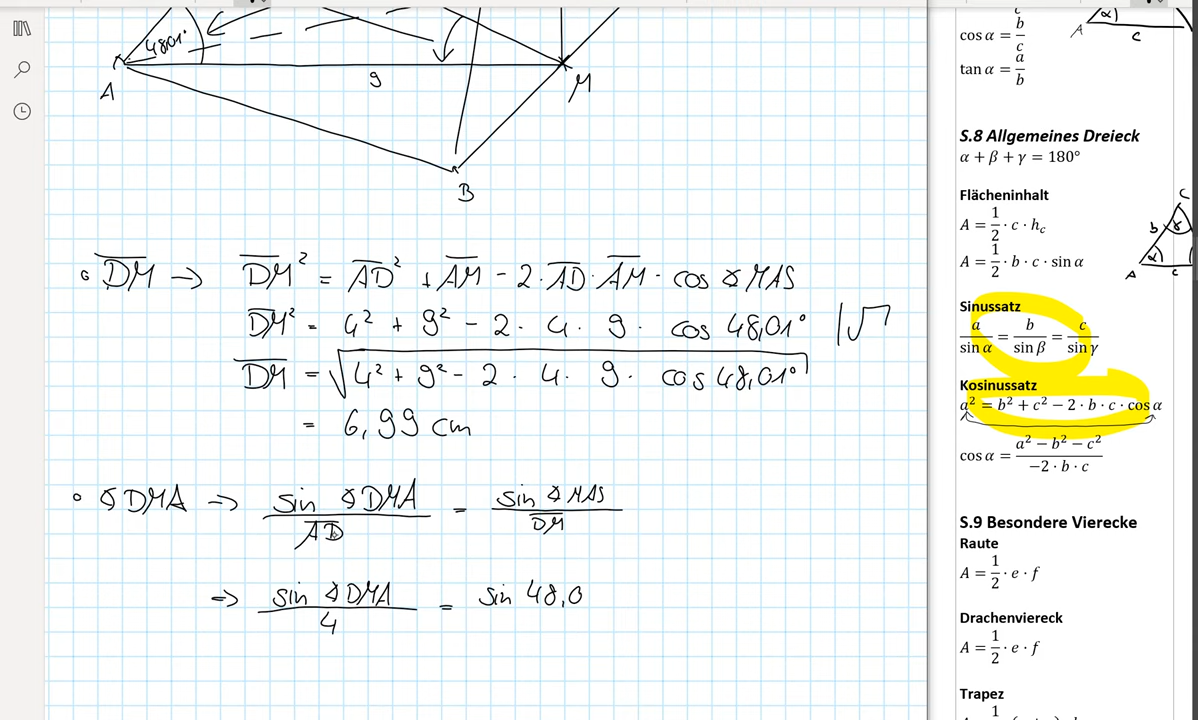 48,01°
A
9
M
B
DM → DM² = AD² + AM - 2·AD·AM·cos ∢MAS
DM² = 4² + 9² - 2·4·9·cos 48,01° |√
DM = √4² + 9² - 2·4·9·cos 48,01°
= 6,99 cm
∢DMA → sin ∢DMA / AD = sin ∢MAS / DM
⇒ sin ∢DMA / 4 = sin 48,0
c
cos α = b/c
tan α = a/b
A
α
c
S.8 Allgemeines Dreieck
α + β + γ = 180°
Flächeninhalt
A = 1/2 · c · h_c
A = 1/2 · b · c · sin α
C
b
γ
α
A
c
Sinussatz
a/sin α = b/sin β = c/sin γ
Kosinussatz
a² = b² + c² − 2 · b · c · cos α
cos α = (a² − b² − c²)/(−2 · b · c)
S.9 Besondere Vierecke
Raute
A = 1/2 · e · f
Drachenviereck
A = 1/2 · e · f
Trapez
1